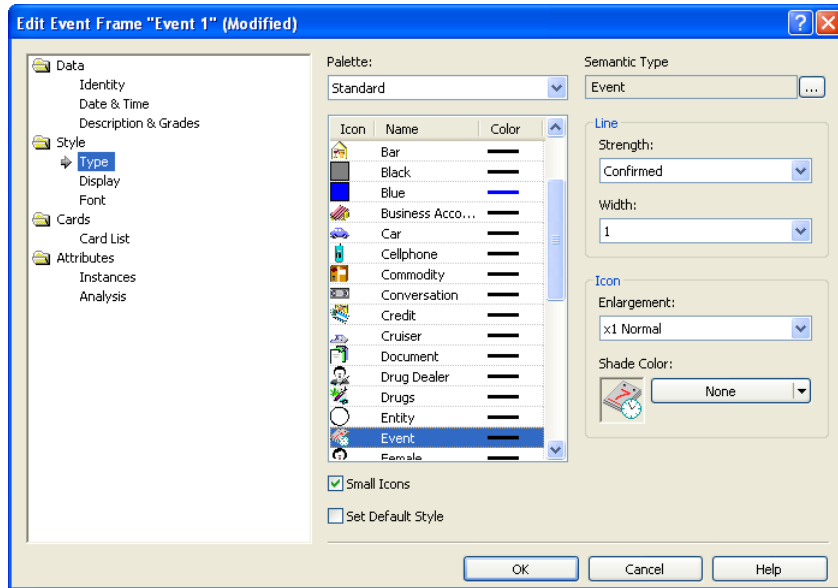 Edit Event Frame "Event 1" (Modified)
Data
Identity
Date & Time
Description & Grades
Style
Type
Display
Font
Cards
Card List
Attributes
Instances
Analysis
Palette:
Standard
Icon Name Color
Bar
Black
Blue
Business Acco...
Car
Cellphone
Commodity
Conversation
Credit
Cruiser
Document
Drug Dealer
Drugs
Entity
Event
Female
Small Icons
Set Default Style
Semantic Type
Event
...
Line
Strength:
Confirmed
Width:
1
Icon
Enlargement:
x1 Normal
Shade Color:
7
None
OK Cancel Help